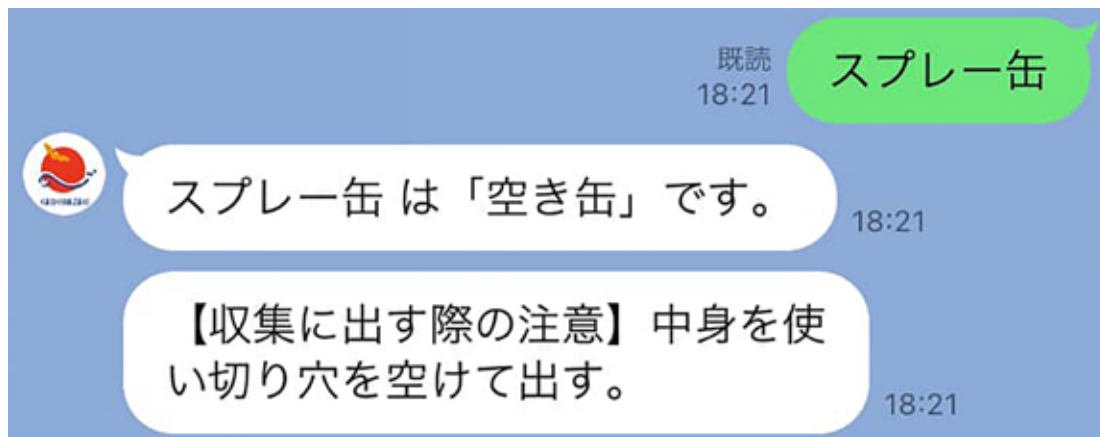 スプレー缶
既読
18:21
スプレー缶 は「空き缶」です。
18:21
【収集に出す際の注意】中身を使
い切り穴を空けて出す。
18:21
KASHIWAZAKI